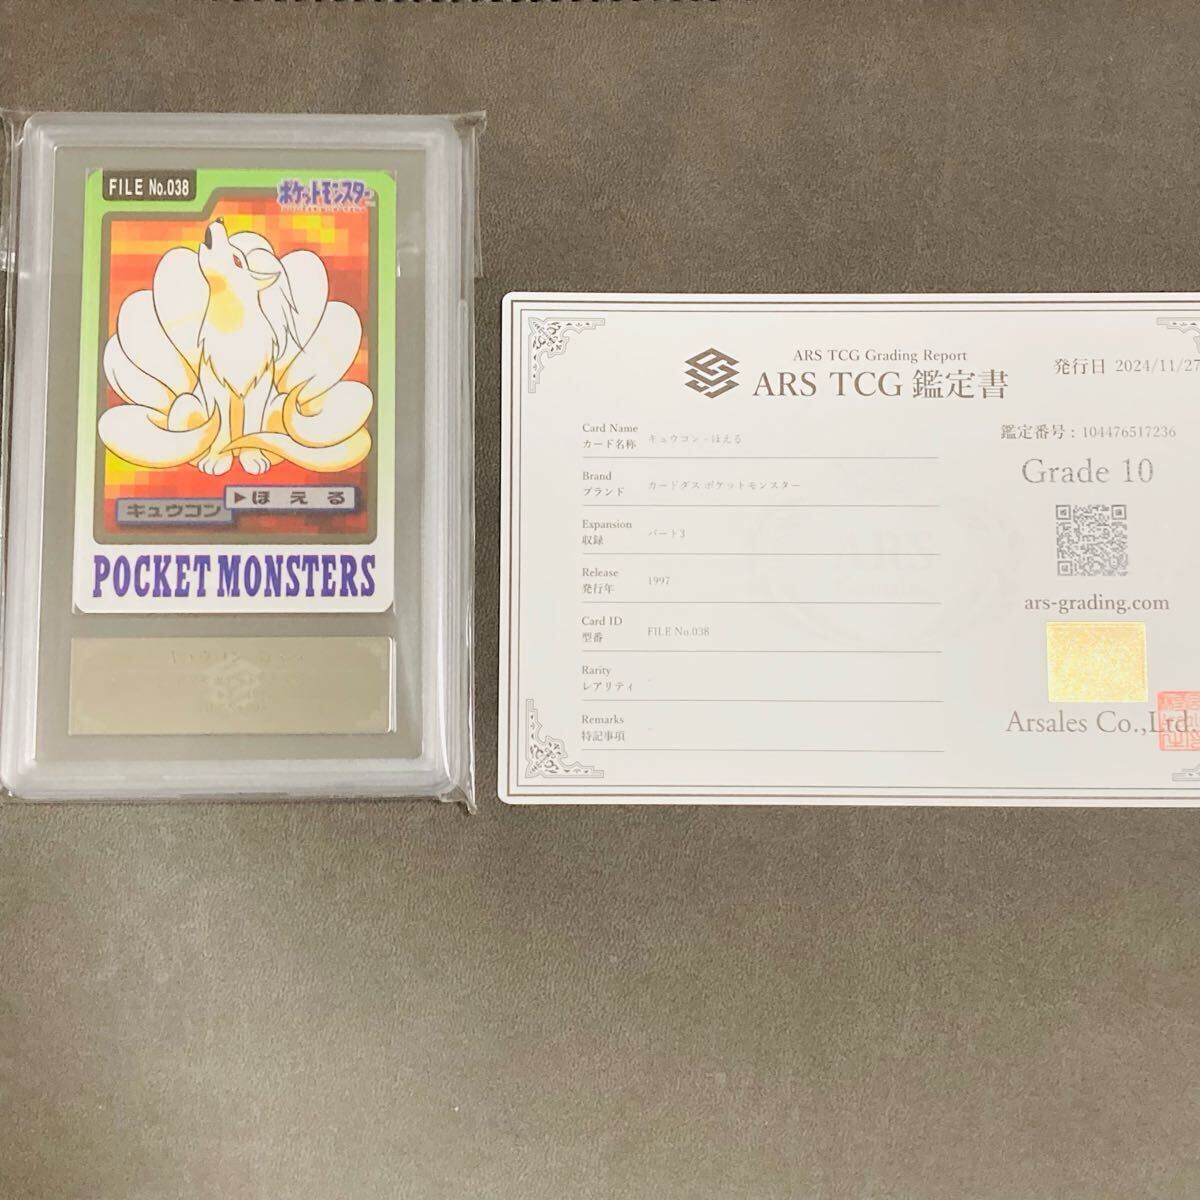 FILE No.038
ポケットモンスター
キュウコン
▶ほえる
POCKET MONSTERS
ARS TCG Grading Report
ARS TCG 鑑定書
発行日 2024/11/27
鑑定番号 : 104476517236
Grade 10
ars-grading.com
Arsales Co.,Ltd.
Card Name
カード名称 キュウコン - ほえる
Brand
ブランド カードダス ポケットモンスター
Expansion
収録 パート3
Release
発行年 1997
Card ID
型番 FILE No.038
Rarity
レアリティ -
Remarks
特記事項 -
ARS